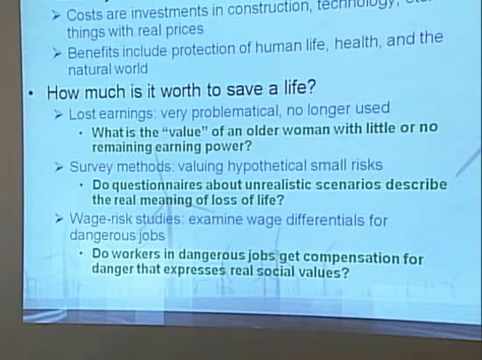 ➢ Costs are investments in construction, technology, etc.
things with real prices
➢ Benefits include protection of human life, health, and the
natural world
• How much is it worth to save a life?
➢ Lost earnings: very problematical, no longer used
• What is the “value” of an older woman with little or no
remaining earning power?
➢ Survey methods: valuing hypothetical small risks
• Do questionnaires about unrealistic scenarios describe
the real meaning of loss of life?
➢ Wage-risk studies: examine wage differentials for
dangerous jobs
• Do workers in dangerous jobs get compensation for
danger that expresses real social values?